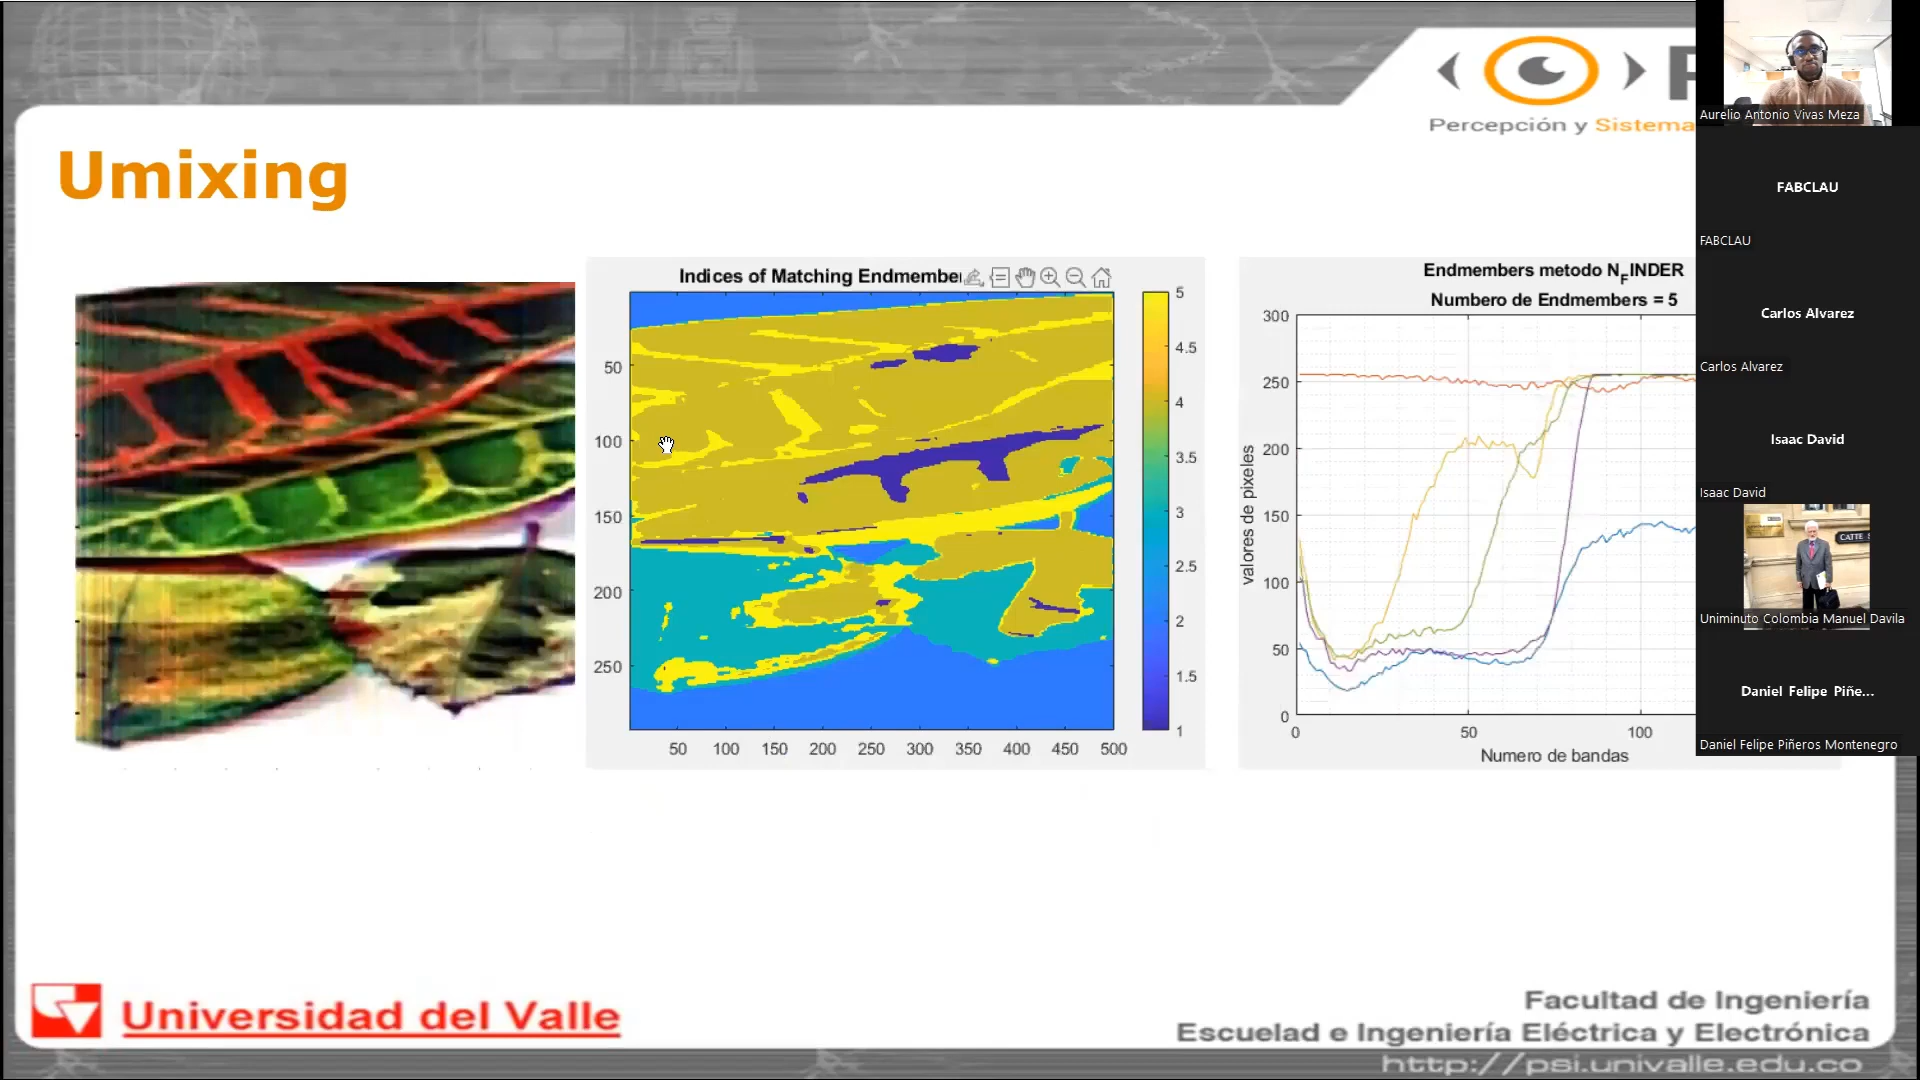 Percepción y Sistema
Umixing
Indices of Matching Endmember
50
100
150
200
250
50 100 150 200 250 300 350 400 450 500
5
4.5
4
3.5
3
2.5
2
1.5
1
Endmembers metodo N_FINDER
Numbero de Endmembers = 5
valores de pixeles
300
250
200
150
100
50
0
0 50 100
Numero de bandas
Aurelio Antonio Vivas Meza
FABCLAU
FABCLAU
Carlos Alvarez
Carlos Alvarez
Isaac David
Isaac David
CATTE S
Uniminuto Colombia Manuel Davila
Daniel Felipe Piñe...
Daniel Felipe Piñeros Montenegro
Universidad del Valle
Facultad de Ingeniería
Escuelad e Ingeniería Eléctrica y Electrónica
http://psi.univalle.edu.co